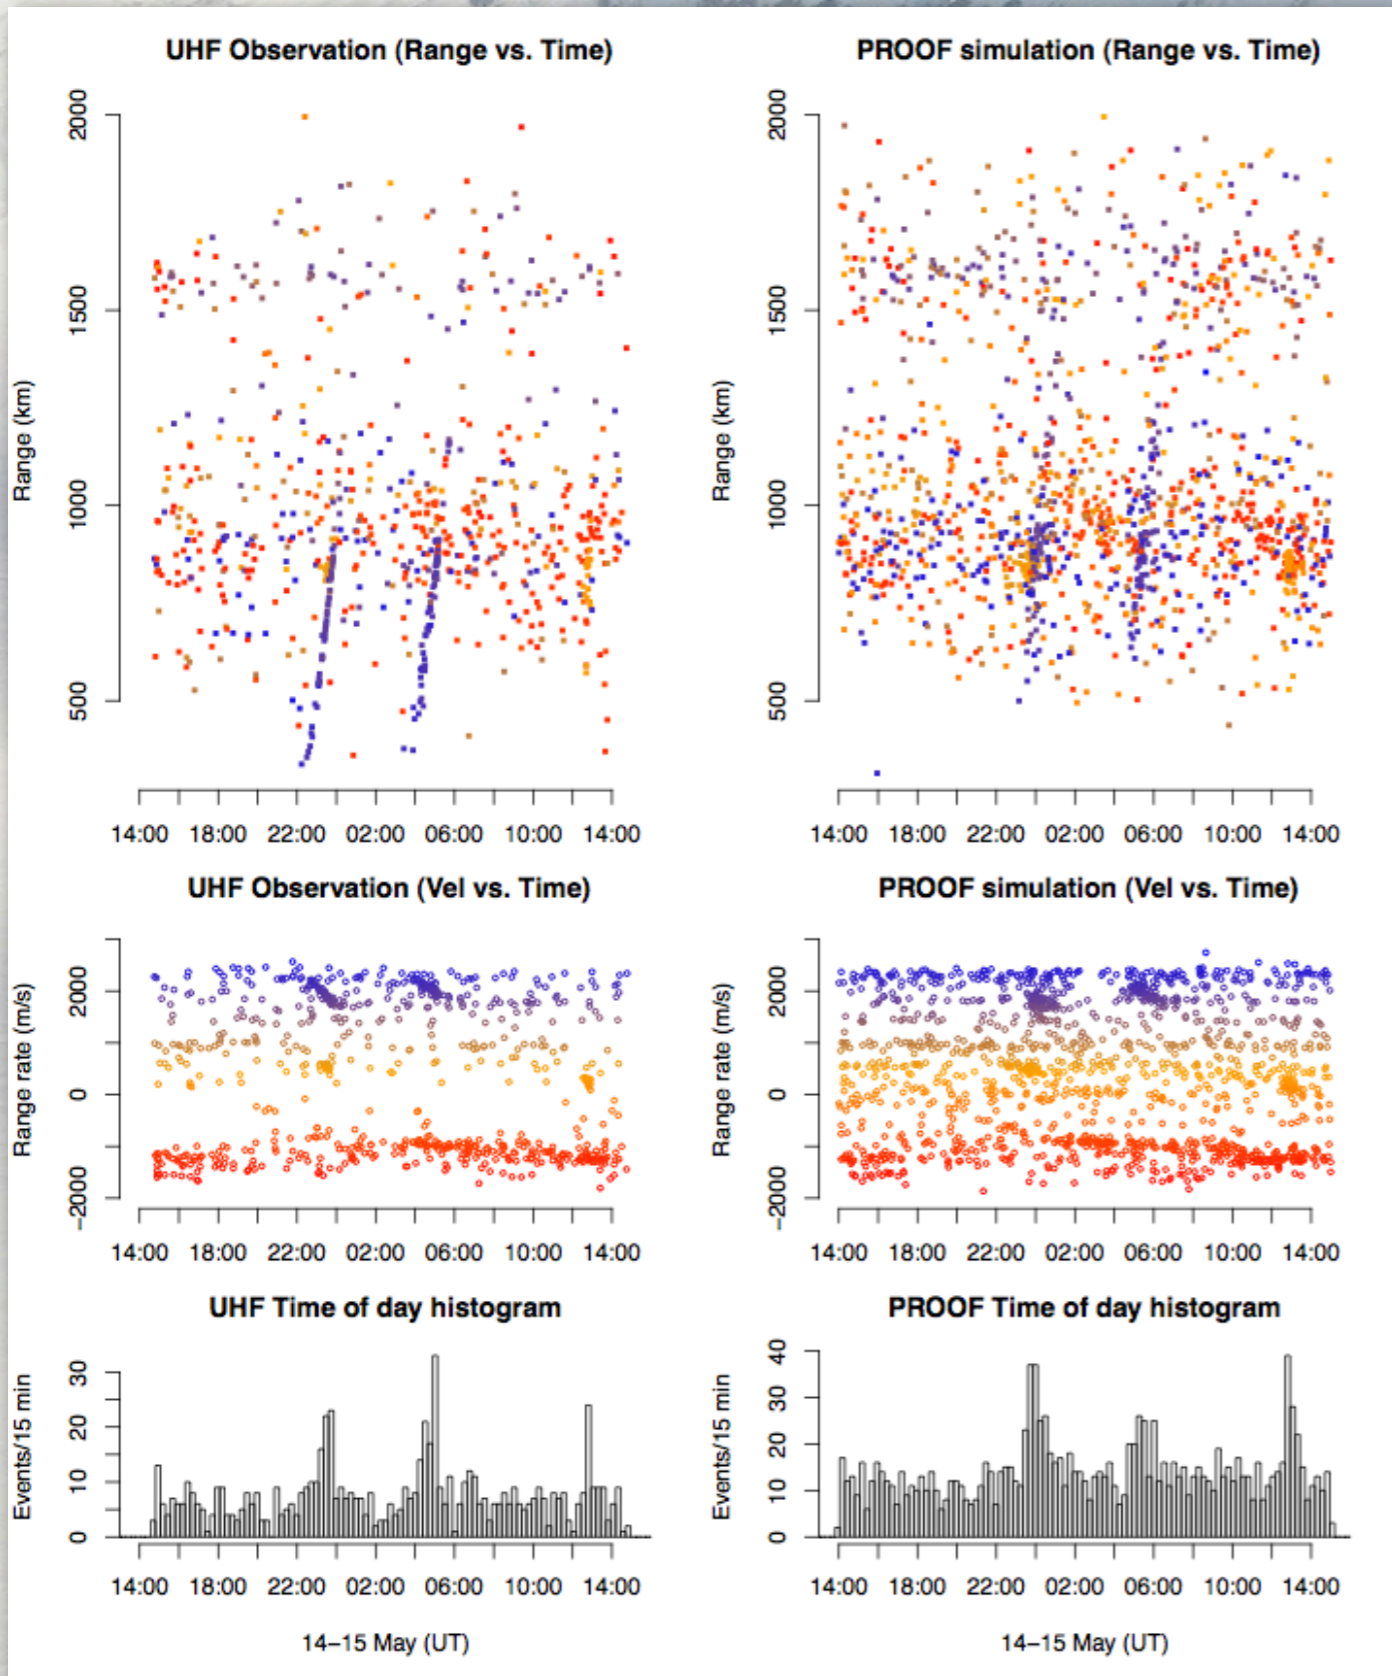 UHF Observation (Range vs. Time)
Range (km)
2000
1500
1000
500
14:00 18:00 22:00 02:00 06:00 10:00 14:00
PROOF simulation (Range vs. Time)
Range (km)
2000
1500
1000
500
14:00 18:00 22:00 02:00 06:00 10:00 14:00
UHF Observation (Vel vs. Time)
Range rate (m/s)
2000
0
−2000
14:00 18:00 22:00 02:00 06:00 10:00 14:00
PROOF simulation (Vel vs. Time)
Range rate (m/s)
2000
0
−2000
14:00 18:00 22:00 02:00 06:00 10:00 14:00
UHF Time of day histogram
Events/15 min
30
20
10
0
14:00 18:00 22:00 02:00 06:00 10:00 14:00
14−15 May (UT)
PROOF Time of day histogram
Events/15 min
40
30
20
10
0
14:00 18:00 22:00 02:00 06:00 10:00 14:00
14−15 May (UT)